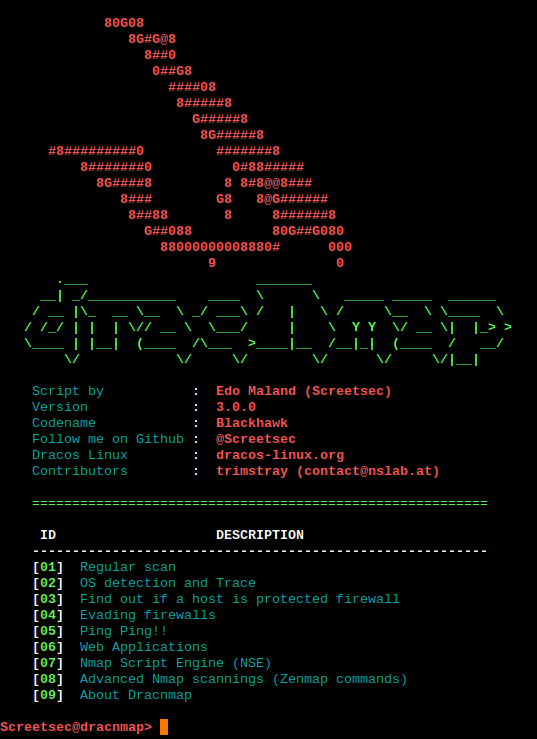 80G08
8G#G@8
8##0
0##G8
####08
8#####8
G#####8
8G#####8
#8#########0 #######8
8#######0 0#88#####
8G####8 8 8#8@@8###
8### G8 8@G######
8##88 8 8######8
G##088 80G##G080
88000000008880# 000
9 0
dracnmap
Script by : Edo Maland (Screetsec)
Version : 3.0.0
Codename : Blackhawk
Follow me on Github : @Screetsec
Dracos Linux : dracos-linux.org
Contributors : trimstray (contact@nslab.at)
=========================================================
ID DESCRIPTION
---------------------------------------------------------
[01] Regular scan
[02] OS detection and Trace
[03] Find out if a host is protected firewall
[04] Evading firewalls
[05] Ping Ping!!
[06] Web Applications
[07] Nmap Script Engine (NSE)
[08] Advanced Nmap scannings (Zenmap commands)
[09] About Dracnmap
Screetsec@dracnmap>